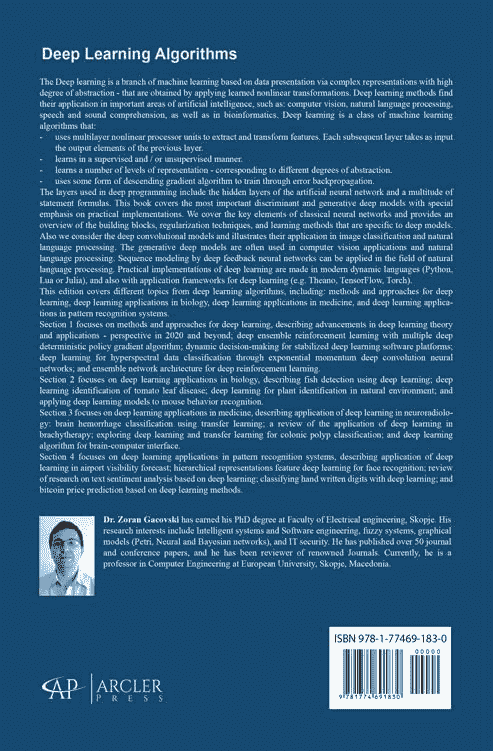 Deep Learning Algorithms
The Deep learning is a branch of machine learning based on data presentation via complex representations with high
degree of abstraction - that are obtained by applying learned nonlinear transformations. Deep learning methods find
their application in important areas of artificial intelligence, such as: computer vision, natural language processing,
speech and sound comprehension, as well as in bioinformatics. Deep learning is a class of machine learning
algorithms that:
- uses multilayer nonlinear processor units to extract and transform features. Each subsequent layer takes as input
the output elements of the previous layer.
- learns in a supervised and / or unsupervised manner.
- learns a number of levels of representation - corresponding to different degrees of abstraction.
- uses some form of descending gradient algorithm to train through error backpropagation.
The layers used in deep programming include the hidden layers of the artificial neural network and a multitude of
statement formulas. This book covers the most important discriminant and generative deep models with special
emphasis on practical implementations. We cover the key elements of classical neural networks and provides an
overview of the building blocks, regularization techniques, and learning methods that are specific to deep models.
Also we consider the deep convolutional models and illustrates their application in image classification and natural
language processing. The generative deep models are often used in computer vision applications and natural
language processing. Sequence modeling by deep feedback neural networks can be applied in the field of natural
language processing. Practical implementations of deep learning are made in modern dynamic languages (Python,
Lua or Julia), and also with application frameworks for deep learning (e.g. Theano, TensorFlow, Torch).
This edition covers different topics from deep learning algorithms, including: methods and approaches for deep
learning, deep learning applications in biology, deep learning applications in medicine, and deep learning applica-
tions in pattern recognition systems.
Section 1 focuses on methods and approaches for deep learning, describing advancements in deep learning theory
and applications - perspective in 2020 and beyond; deep ensemble reinforcement learning with multiple deep
deterministic policy gradient algorithm; dynamic decision-making for stabilized deep learning software platforms;
deep learning for hyperspectral data classification through exponential momentum deep convolution neural
networks; and ensemble network architecture for deep reinforcement learning.
Section 2 focuses on deep learning applications in biology, describing fish detection using deep learning; deep
learning identification of tomato leaf disease; deep learning for plant identification in natural environment; and
applying deep learning models to mouse behavior recognition.
Section 3 focuses on deep learning applications in medicine, describing application of deep learning in neuroradiolo-
gy: brain hemorrhage classification using transfer learning; a review of the application of deep learning in
brachytherapy; exploring deep learning and transfer learning for colonic polyp classification; and deep learning
algorithm for brain-computer interface.
Section 4 focuses on deep learning applications in pattern recognition systems, describing application of deep
learning in airport visibility forecast; hierarchical representations feature deep learning for face recognition; review
of research on text sentiment analysis based on deep learning; classifying hand written digits with deep learning; and
bitcoin price prediction based on deep learning methods.
Dr. Zoran Gacovski has earned his PhD degree at Faculty of Electrical engineering, Skopje. His
research interests include Intelligent systems and Software engineering, fuzzy systems, graphical
models (Petri, Neural and Bayesian networks), and IT security. He has published over 50 journal
and conference papers, and he has been reviewer of renowned Journals. Currently, he is a
professor in Computer Engineering at European University, Skopje, Macedonia.
ISBN 978-1-77469-183-0
00000
9 781774 691830
AP
ARCLER
PRESS